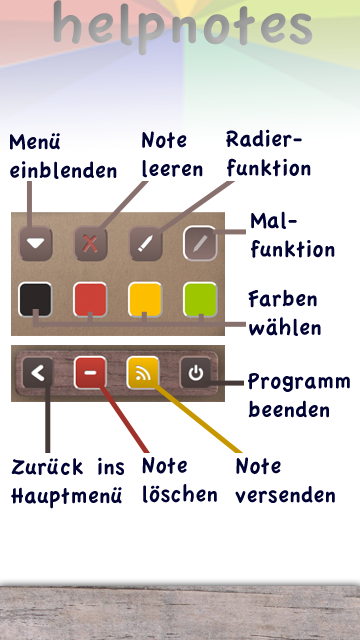 helpnotes
Menü
einblenden
Note
leeren
Radier-
funktion
Mal-
funktion
Farben
wählen
Programm
beenden
Zurück ins
Hauptmenü
Note
löschen
Note
versenden